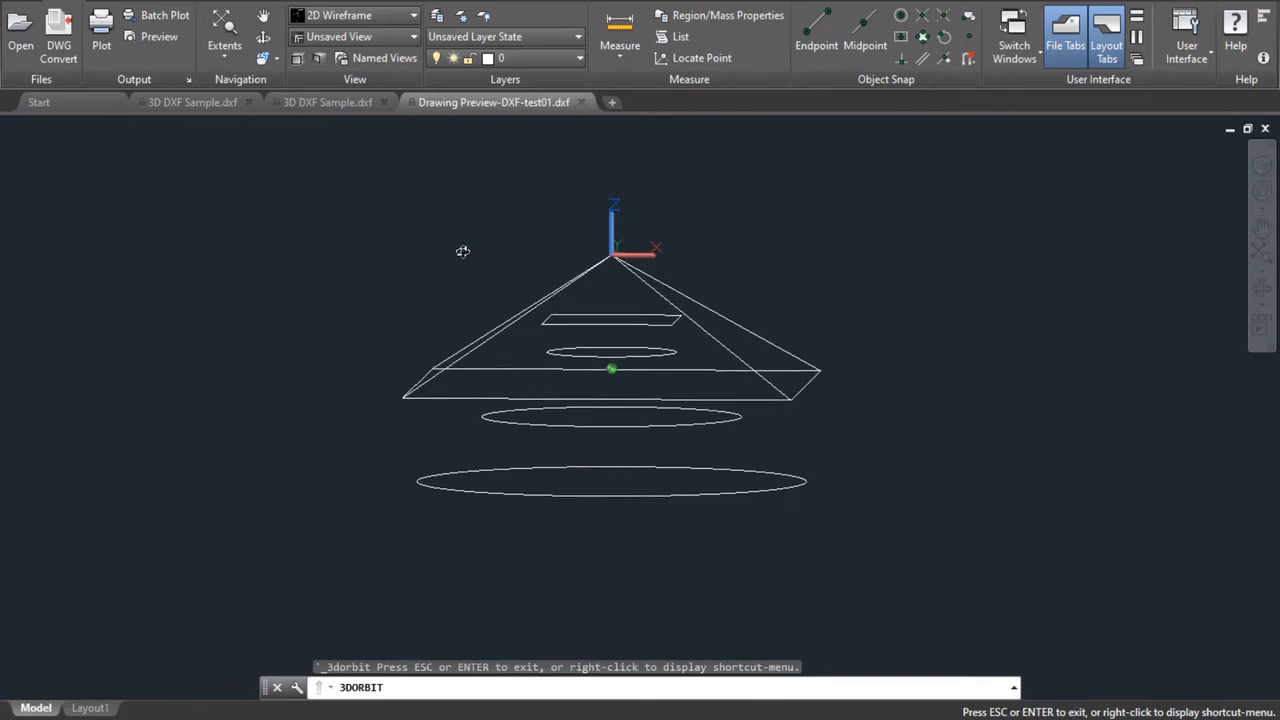 Open
DWG
Convert
Files
Plot
Batch Plot
Preview
Output
Extents
Navigation
2D Wireframe
Unsaved View
Named Views
View
Unsaved Layer State
0
Layers
Measure
Region/Mass Properties
List
Locate Point
Measure
Endpoint
Midpoint
Object Snap
Switch
Windows
File Tabs
Layout
Tabs
User
Interface
User Interface
Help
Help
Start
3D DXF Sample.dxf
3D DXF Sample.dxf
Drawing Preview-DXF-test01.dxf
Z
Y
X
'_3dorbit Press ESC or ENTER to exit, or right-click to display shortcut-menu.
3DORBIT
Model
Layout1
Press ESC or ENTER to exit, or right-click to display shortcut-menu.